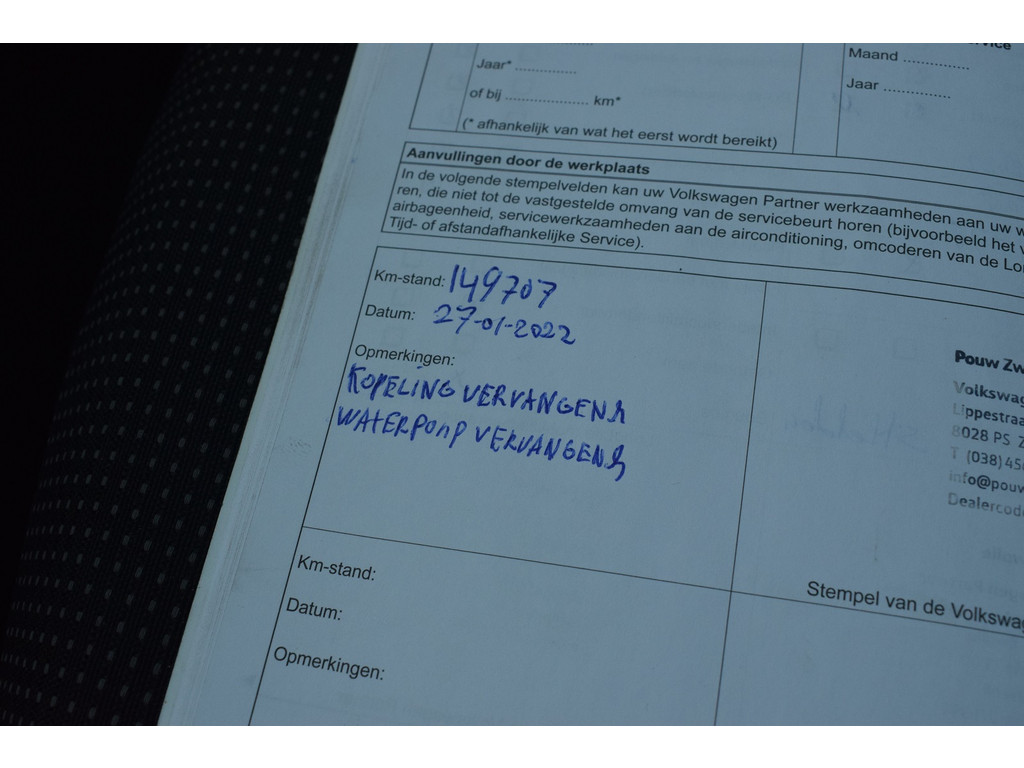 Jaar* ................
of bij ..................... km*
(* afhankelijk van wat het eerst wordt bereikt)
Maand .................
Jaar .................
Aanvullingen door de werkplaats
In de volgende stempelvelden kan uw Volkswagen Partner werkzaamheden aan uw
ren, die niet tot de vastgestelde omvang van de servicebeurt horen (bijvoorbeeld het
airbageenheid, servicewerkzaamheden aan de airconditioning, omcoderen van de
Tijd- of afstandafhankelijke Service).
Km-stand: 149707
Datum: 27-01-2022
Opmerkingen:
KOPELING VERVANGEN
WATERPOMP VERVANGEN
Pouw
Lippestraa
8028 PS
T (038)
info@pouw
Dealercod
Stempel van de Volkswag
Km-stand:
Datum:
Opmerkingen: